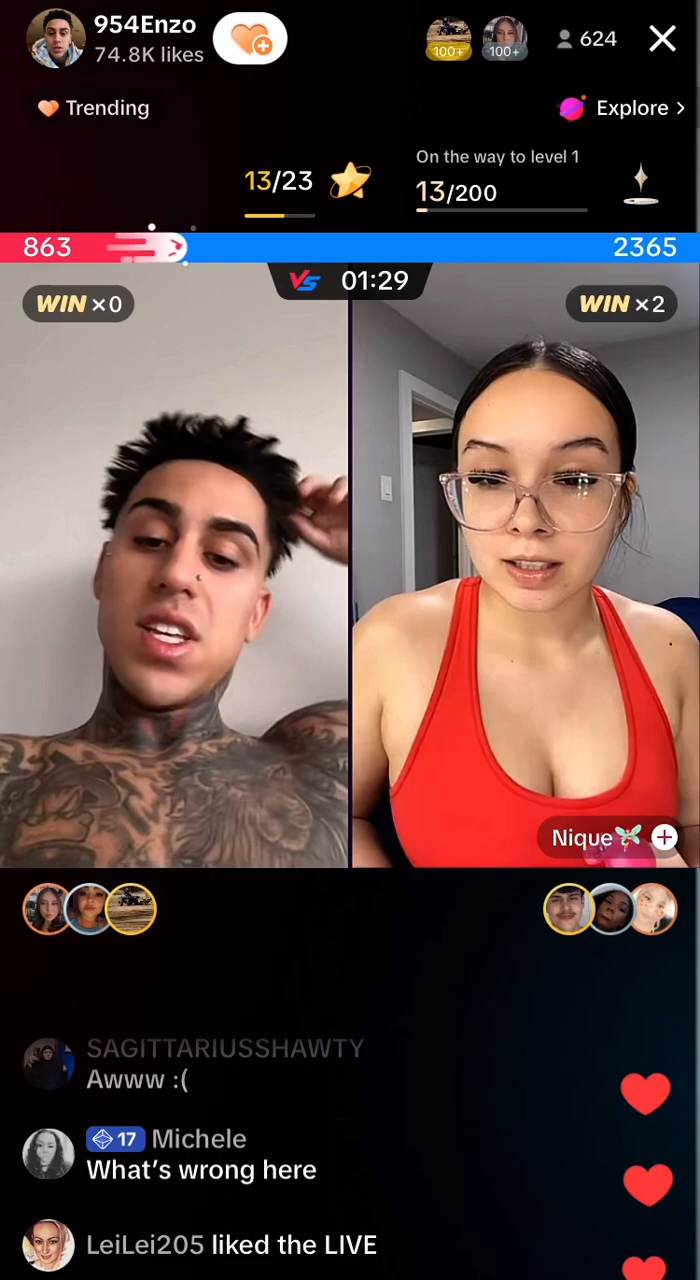 954Enzo
74.8K likes
100+
100+
624
Trending
Explore >
13/23
On the way to level 1
13/200
863
2365
VS 01:29
WIN ×0
WIN ×2
Nique
SAGITTARIUSSHAWTY
Awww :(
17 Michele
What's wrong here
LeiLei205 liked the LIVE